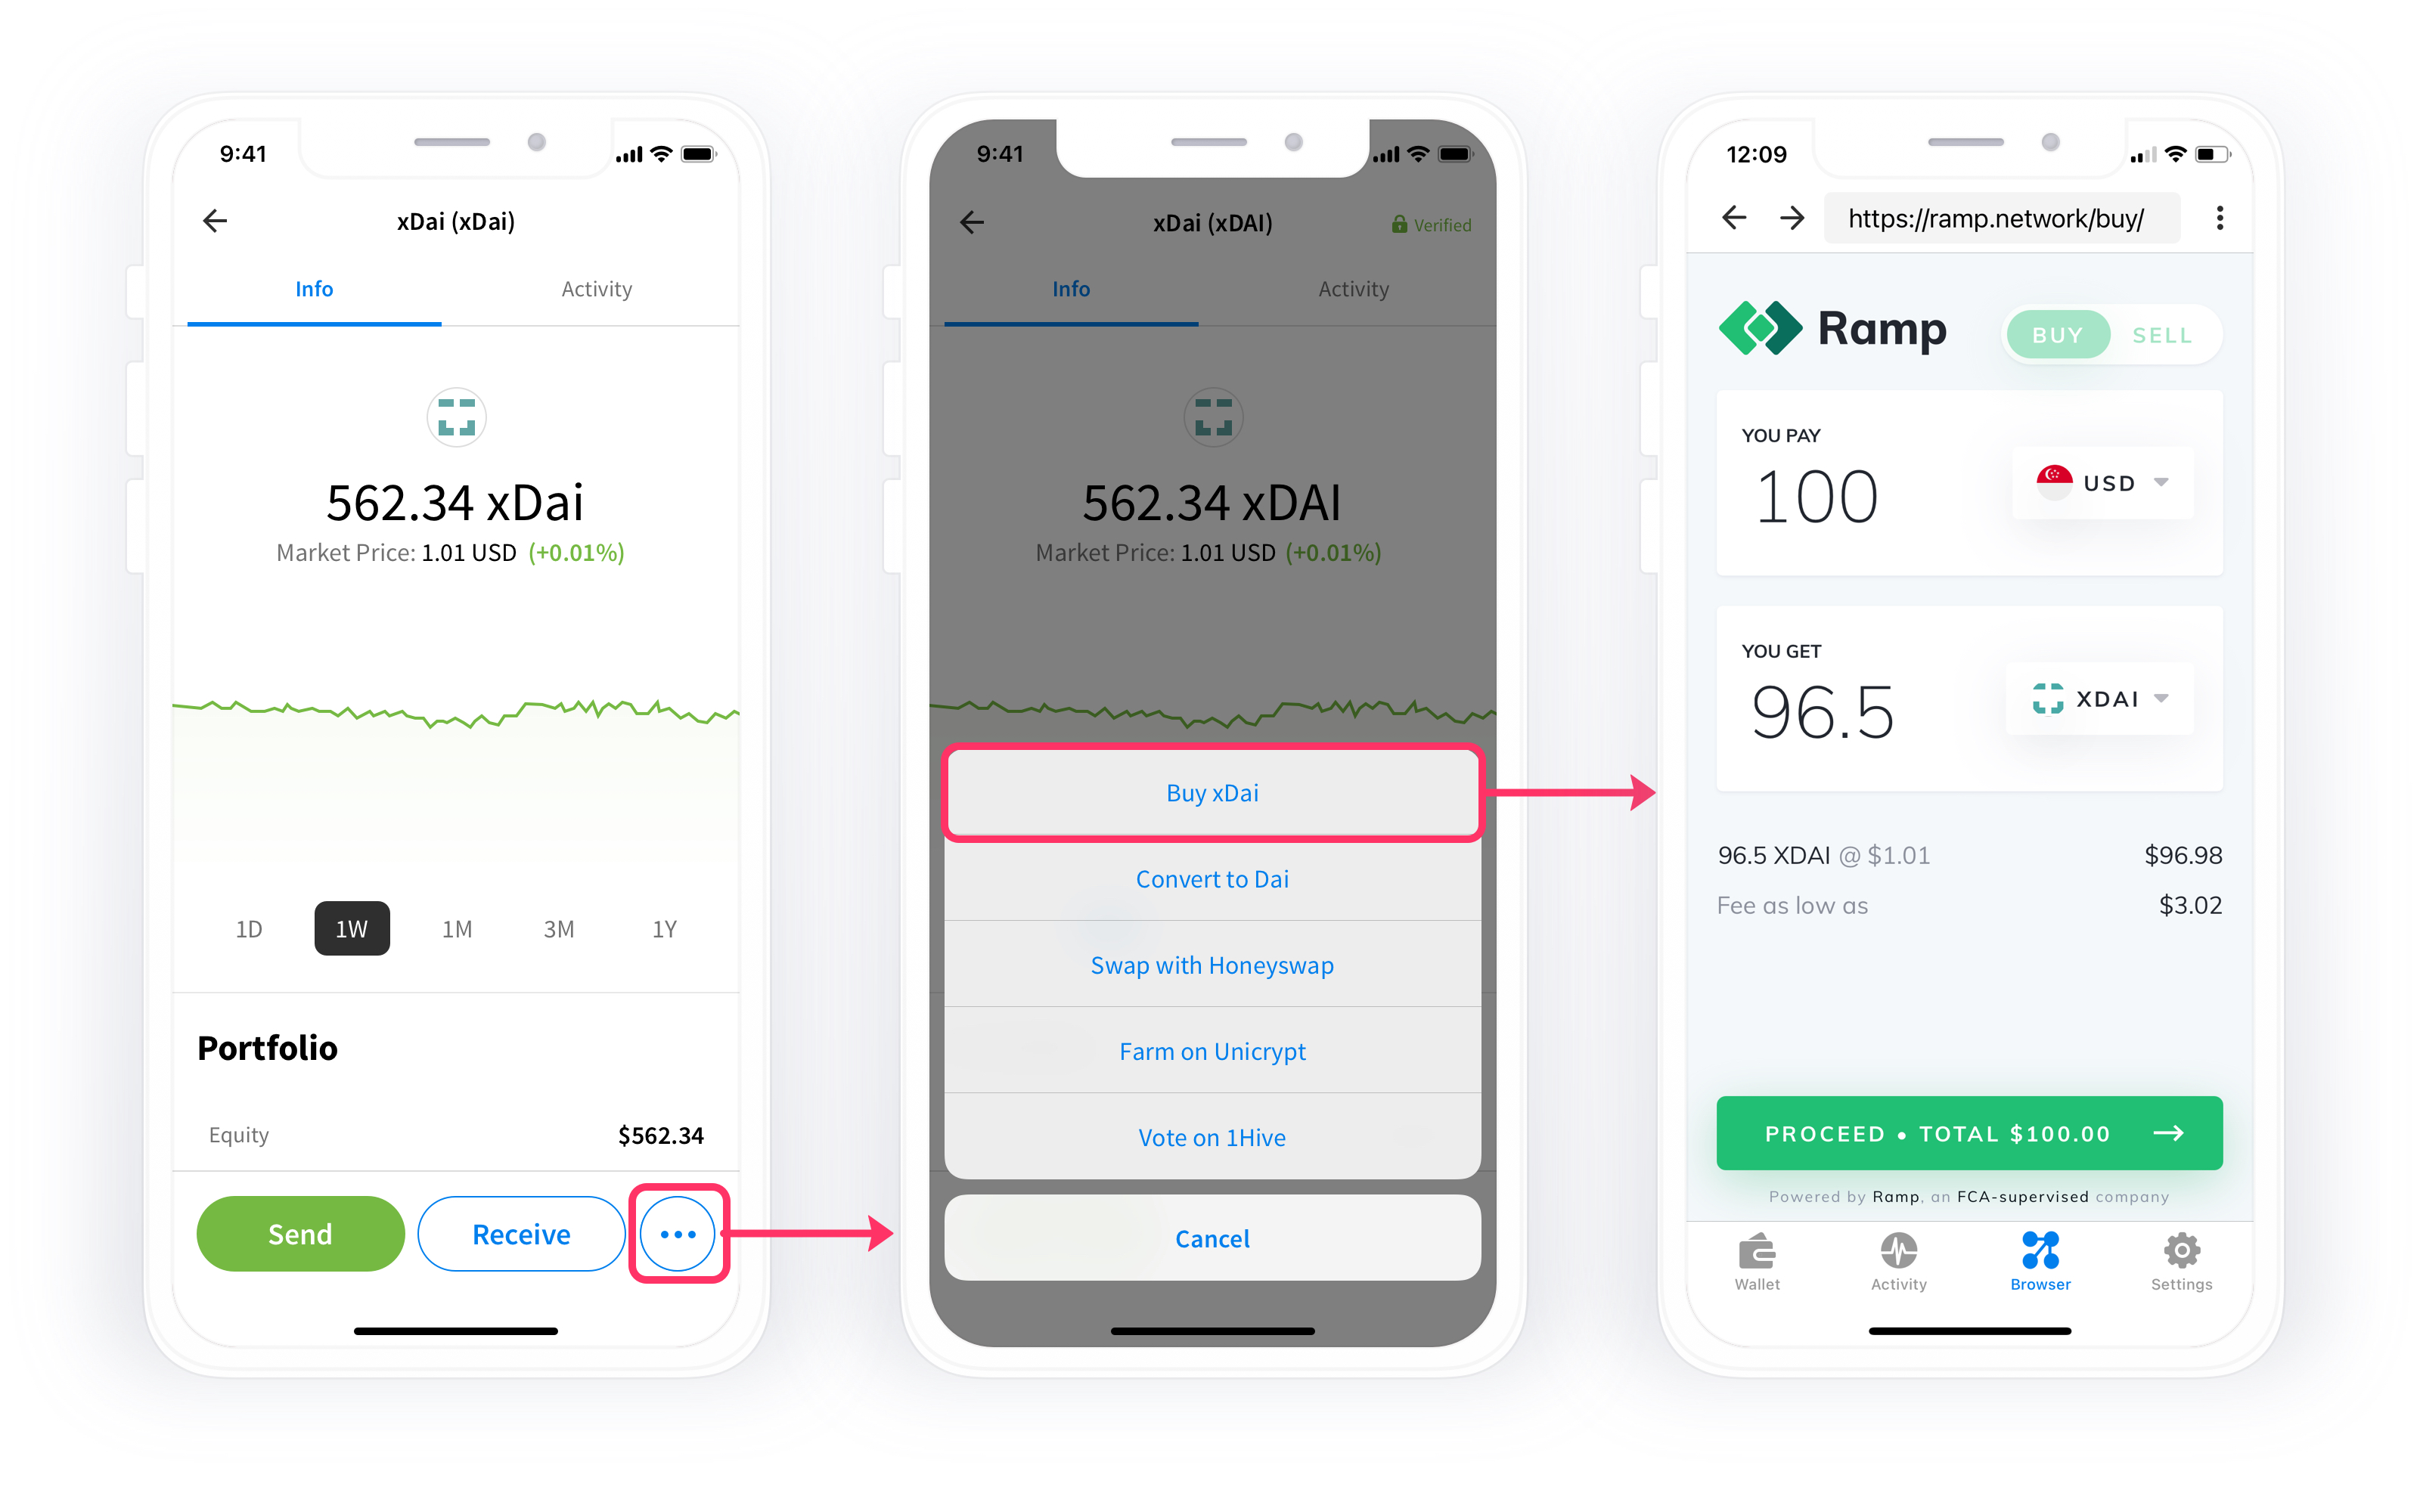 9:41
xDai (xDai)
Info Activity
562.34 xDai
Market Price: 1.01 USD (+0.01%)
1D 1W 1M 3M 1Y
Portfolio
Equity $562.34
Send Receive
9:41
xDai (xDAI) Verified
Info Activity
562.34 xDAI
Market Price: 1.01 USD (+0.01%)
Buy xDai
Convert to Dai
Swap with Honeyswap
Farm on Unicrypt
Vote on 1Hive
Cancel
12:09
https://ramp.network/buy/
Ramp BUY SELL
YOU PAY
100 USD
YOU GET
96.5 XDAI
96.5 XDAI @ $1.01 $96.98
Fee as low as $3.02
PROCEED • TOTAL $100.00
Powered by Ramp, an FCA-supervised company
Wallet Activity Browser Settings